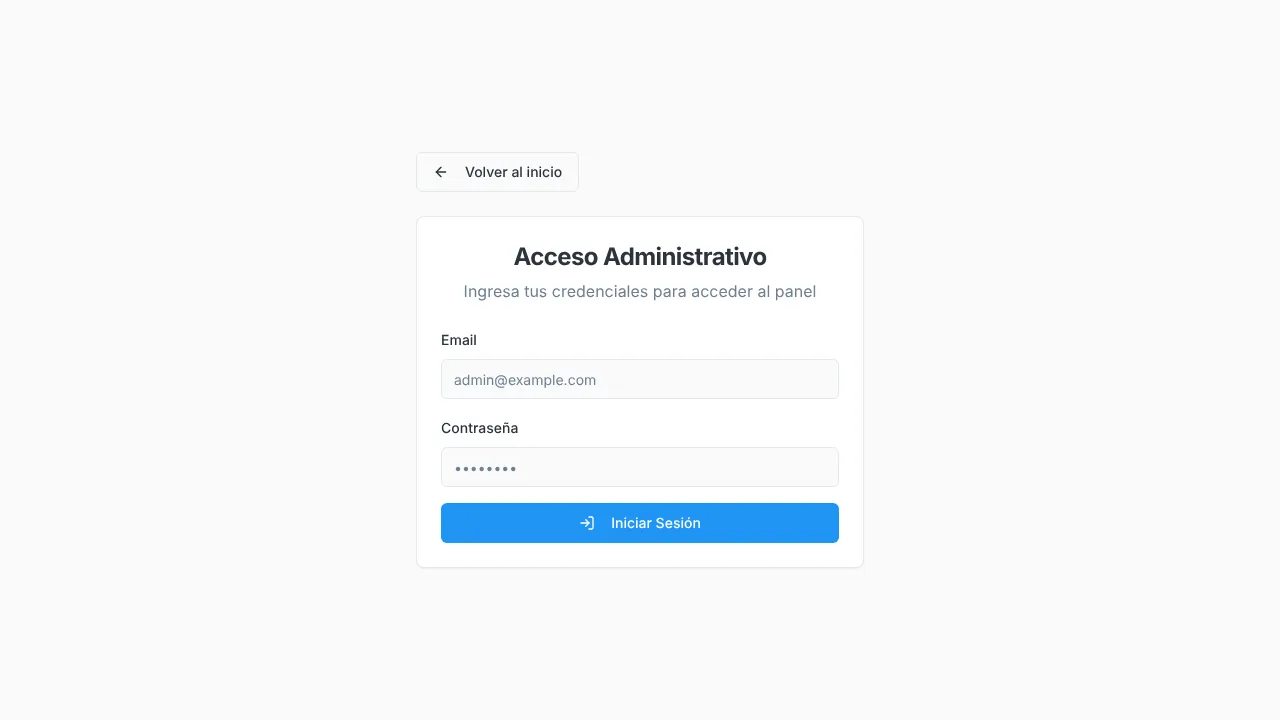 Volver al inicio
Acceso Administrativo
Ingresa tus credenciales para acceder al panel
Email
admin@example.com
Contraseña
••••••••
Iniciar Sesión